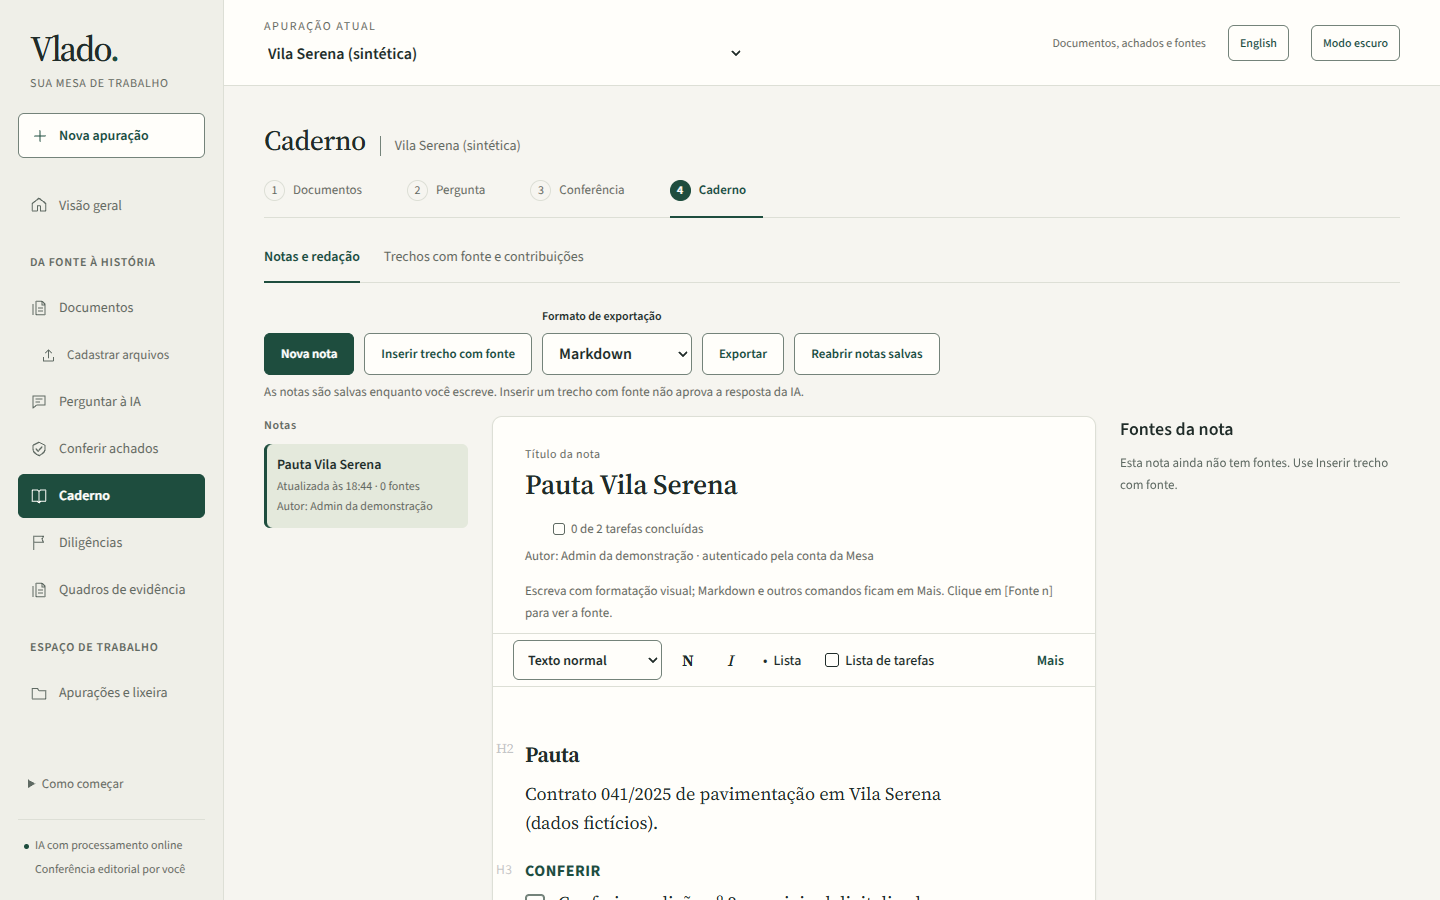 Vlado.
SUA MESA DE TRABALHO
Nova apuração
Visão geral
DA FONTE À HISTÓRIA
Documentos
Cadastrar arquivos
Perguntar à IA
Conferir achados
Caderno
Diligências
Quadros de evidência
ESPAÇO DE TRABALHO
Apurações e lixeira
Como começar
IA com processamento online
Conferência editorial por você
APURAÇÃO ATUAL
Vila Serena (sintética)
Documentos, achados e fontes
English
Modo escuro
Caderno
Vila Serena (sintética)
1 Documentos
2 Pergunta
3 Conferência
4 Caderno
Notas e redação
Trechos com fonte e contribuições
Formato de exportação
Nova nota
Inserir trecho com fonte
Markdown
Exportar
Reabrir notas salvas
As notas são salvas enquanto você escreve. Inserir um trecho com fonte não aprova a resposta da IA.
Notas
Pauta Vila Serena
Atualizada às 18:44 · 0 fontes
Autor: Admin da demonstração
Título da nota
Pauta Vila Serena
0 de 2 tarefas concluídas
Autor: Admin da demonstração · autenticado pela conta da Mesa
Escreva com formatação visual; Markdown e outros comandos ficam em Mais. Clique em [Fonte n]
para ver a fonte.
Texto normal
N
I
• Lista
Lista de tarefas
Mais
H2
Pauta
Contrato 041/2025 de pavimentação em Vila Serena
(dados fictícios).
H3
CONFERIR
Fontes da nota
Esta nota ainda não tem fontes. Use Inserir trecho
com fonte.